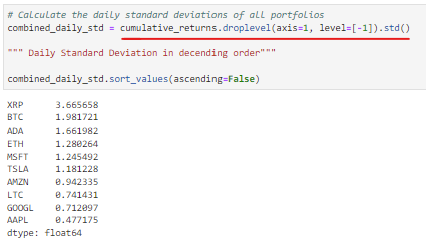 # Calculate the daily standard deviations of all portfolios
combined_daily_std = cumulative_returns.droplevel(axis=1, level=[-1]).std()
""" Daily Standard Deviation in decending order"""
combined_daily_std.sort_values(ascending=False)
XRP 3.665658
BTC 1.981721
ADA 1.661982
ETH 1.280264
MSFT 1.245492
TSLA 1.181228
AMZN 0.942335
LTC 0.741431
GOOGL 0.712097
AAPL 0.477175
dtype: float64